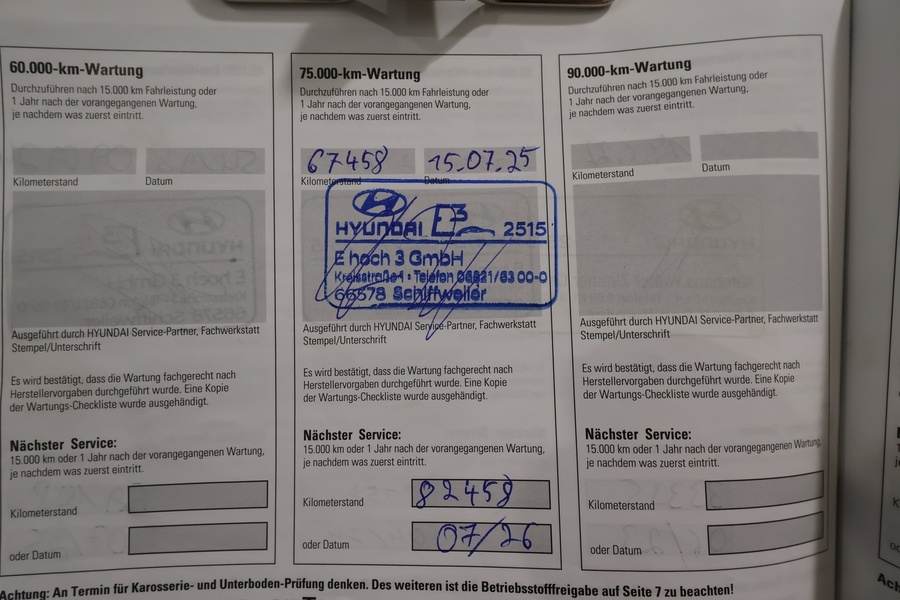 60.000-km-Wartung
Durchzuführen nach 15.000 km Fahrleistung oder
1 Jahr nach der vorangegangenen Wartung,
je nachdem was zuerst eintritt.
Kilometerstand Datum
Ausgeführt durch HYUNDAI Service-Partner, Fachwerkstatt
Stempel/Unterschrift
Es wird bestätigt, dass die Wartung fachgerecht nach
Herstellervorgaben durchgeführt wurde. Eine Kopie
der Wartungs-Checkliste wurde ausgehändigt.
Nächster Service:
15.000 km oder 1 Jahr nach der vorangegangenen Wartung,
je nachdem was zuerst eintritt.
Kilometerstand
oder Datum
75.000-km-Wartung
Durchzuführen nach 15.000 km Fahrleistung oder
1 Jahr nach der vorangegangenen Wartung,
je nachdem was zuerst eintritt.
67458 15.07.25
Kilometerstand Datum
HYUNDAI E3 2515
E hoch 3 GmbH
Kreisstraße 1 • Telefon 06821/63 00-0
66578 Schiffweiler
Ausgeführt durch HYUNDAI Service-Partner, Fachwerkstatt
Stempel/Unterschrift
Es wird bestätigt, dass die Wartung fachgerecht nach
Herstellervorgaben durchgeführt wurde. Eine Kopie
der Wartungs-Checkliste wurde ausgehändigt.
Nächster Service:
15.000 km oder 1 Jahr nach der vorangegangenen Wartung,
je nachdem was zuerst eintritt.
Kilometerstand 82458
oder Datum 07/26
90.000-km-Wartung
Durchzuführen nach 15.000 km Fahrleistung oder
1 Jahr nach der vorangegangenen Wartung,
je nachdem was zuerst eintritt.
Kilometerstand Datum
Ausgeführt durch HYUNDAI Service-Partner, Fachwerkstatt
Stempel/Unterschrift
Es wird bestätigt, dass die Wartung fachgerecht nach
Herstellervorgaben durchgeführt wurde. Eine Kopie
der Wartungs-Checkliste wurde ausgehändigt.
Nächster Service:
15.000 km oder 1 Jahr nach der vorangegangenen Wartung,
je nachdem was zuerst eintritt.
Kilometerstand
oder Datum
Achtung: An Termin für Karosserie- und Unterboden-Prüfung denken. Des weiteren ist die Betriebsstofffreigabe auf Seite 7 zu beachten!